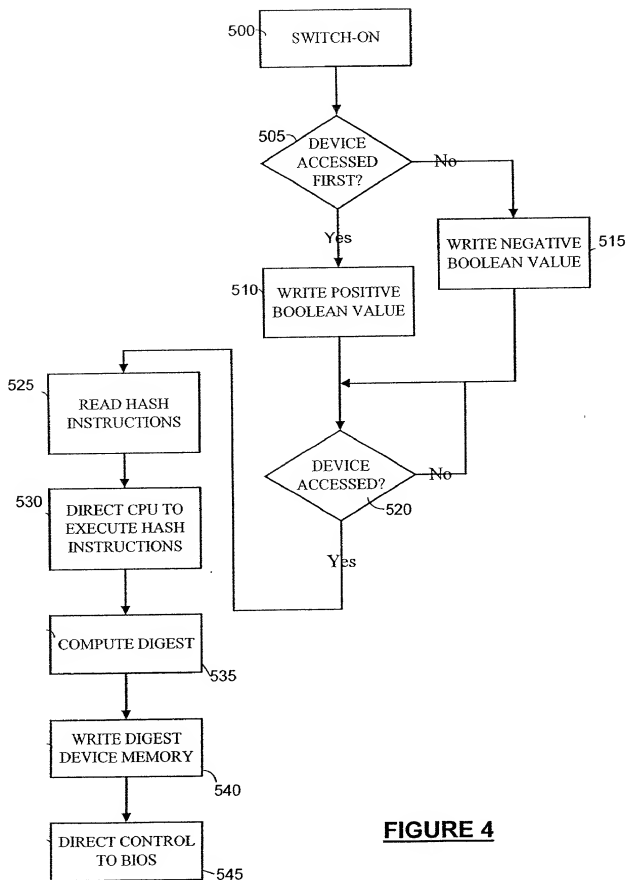 500
SWITCH-ON
505
DEVICE
ACCESSED
FIRST?
No
Yes
WRITE NEGATIVE
BOOLEAN VALUE
515
510
WRITE POSITIVE
BOOLEAN VALUE
525
READ HASH
INSTRUCTIONS
DEVICE
ACCESSED?
No
520
Yes
530
DIRECT CPU TO
EXECUTE HASH
INSTRUCTIONS
COMPUTE DIGEST
535
WRITE DIGEST
DEVICE MEMORY
540
DIRECT CONTROL
TO BIOS
545
FIGURE 4